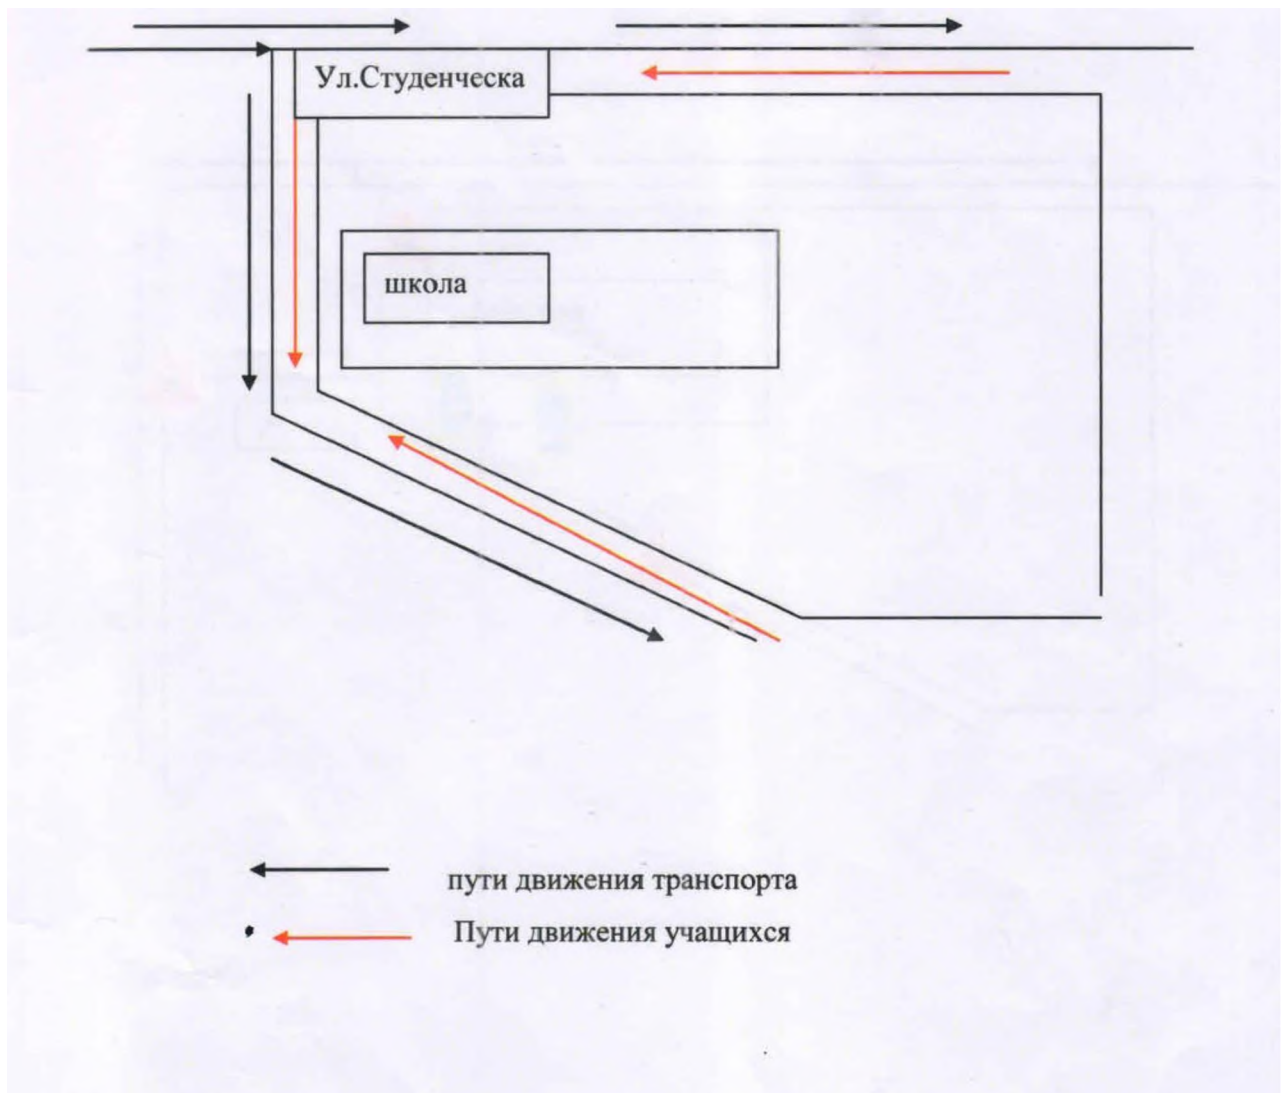 Ул.Студенческа
школа
пути движения транспорта
Пути движения учащихся